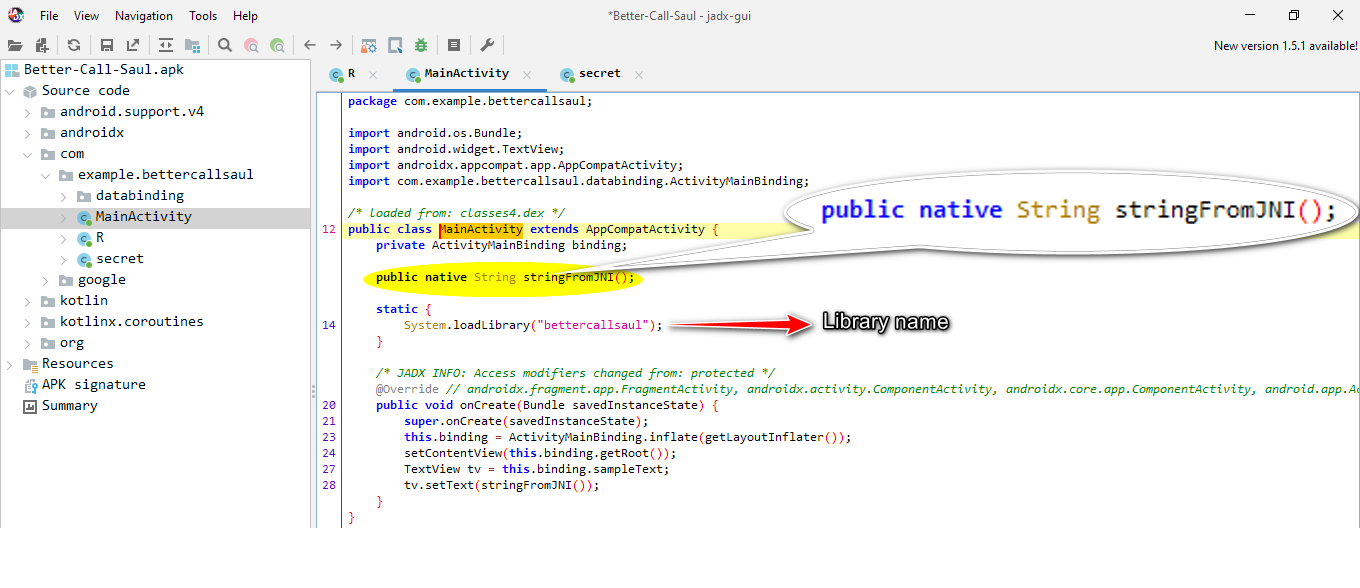 File View Navigation Tools Help *Better-Call-Saul - jadx-gui
New version 1.5.1 available!
Better-Call-Saul.apk
Source code
android.support.v4
androidx
com
example.bettercallsaul
databinding
MainActivity
R
secret
google
kotlin
kotlinx.coroutines
org
Resources
APK signature
Summary
R MainActivity secret
package com.example.bettercallsaul;
import android.os.Bundle;
import android.widget.TextView;
import androidx.appcompat.app.AppCompatActivity;
import com.example.bettercallsaul.databinding.ActivityMainBinding;
/* loaded from: classes4.dex */
12 public class MainActivity extends AppCompatActivity {
private ActivityMainBinding binding;
public native String stringFromJNI();
public native String stringFromJNI();
static {
14 System.loadLibrary("bettercallsaul");
Library name
}
/* JADX INFO: Access modifiers changed from: protected */
@Override // androidx.fragment.app.FragmentActivity, androidx.activity.ComponentActivity, androidx.core.app.ComponentActivity, android.app.Ac
20 public void onCreate(Bundle savedInstanceState) {
21 super.onCreate(savedInstanceState);
23 this.binding = ActivityMainBinding.inflate(getLayoutInflater());
24 setContentView(this.binding.getRoot());
27 TextView tv = this.binding.sampleText;
28 tv.setText(stringFromJNI());
}
}